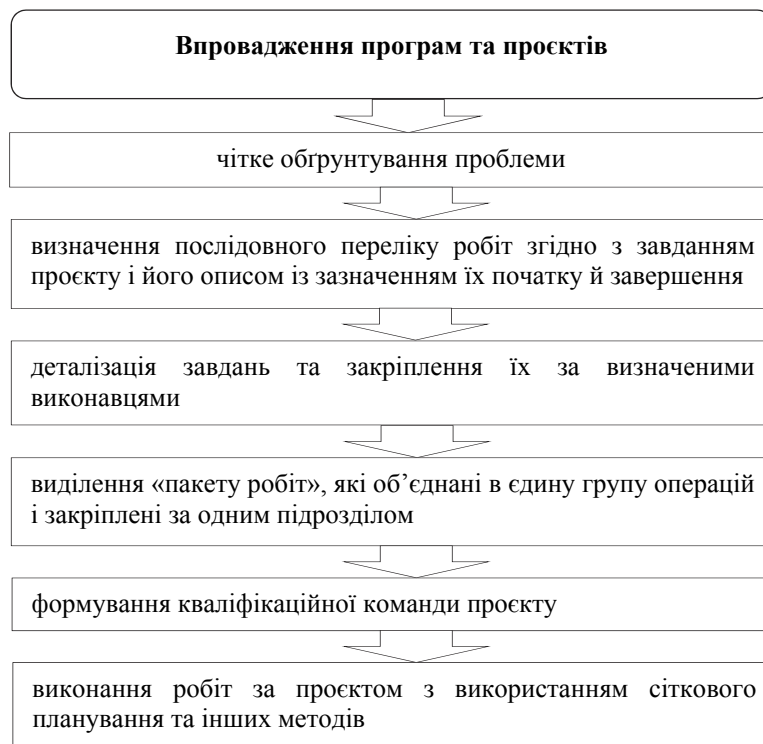 Впровадження програм та проєктів
чітке обґрунтування проблеми
визначення послідовного переліку робіт згідно з завданням
проєкту і його описом із зазначенням їх початку й завершення
деталізація завдань та закріплення їх за визначеними
виконавцями
виділення «пакету робіт», які об’єднані в єдину групу операцій
і закріплені за одним підрозділом
формування кваліфікаційної команди проєкту
виконання робіт за проєктом з використанням сіткового
планування та інших методів